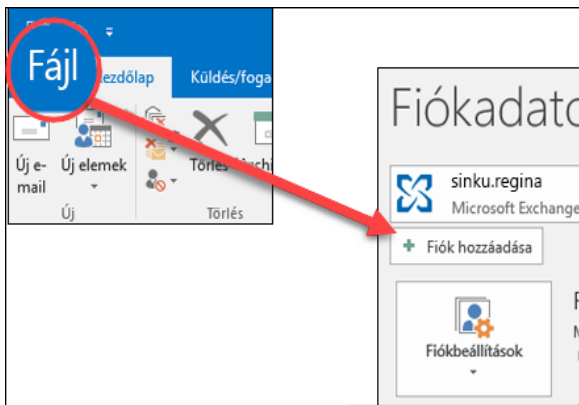 Fájl
Kezdőlap
Küldés/foga
Új e-
mail
Új elemek
Törlés
Új
Törlés
Fiókadato
sinku.regina
Microsoft Exchange
Fiók hozzáadása
Fiókbeállítások